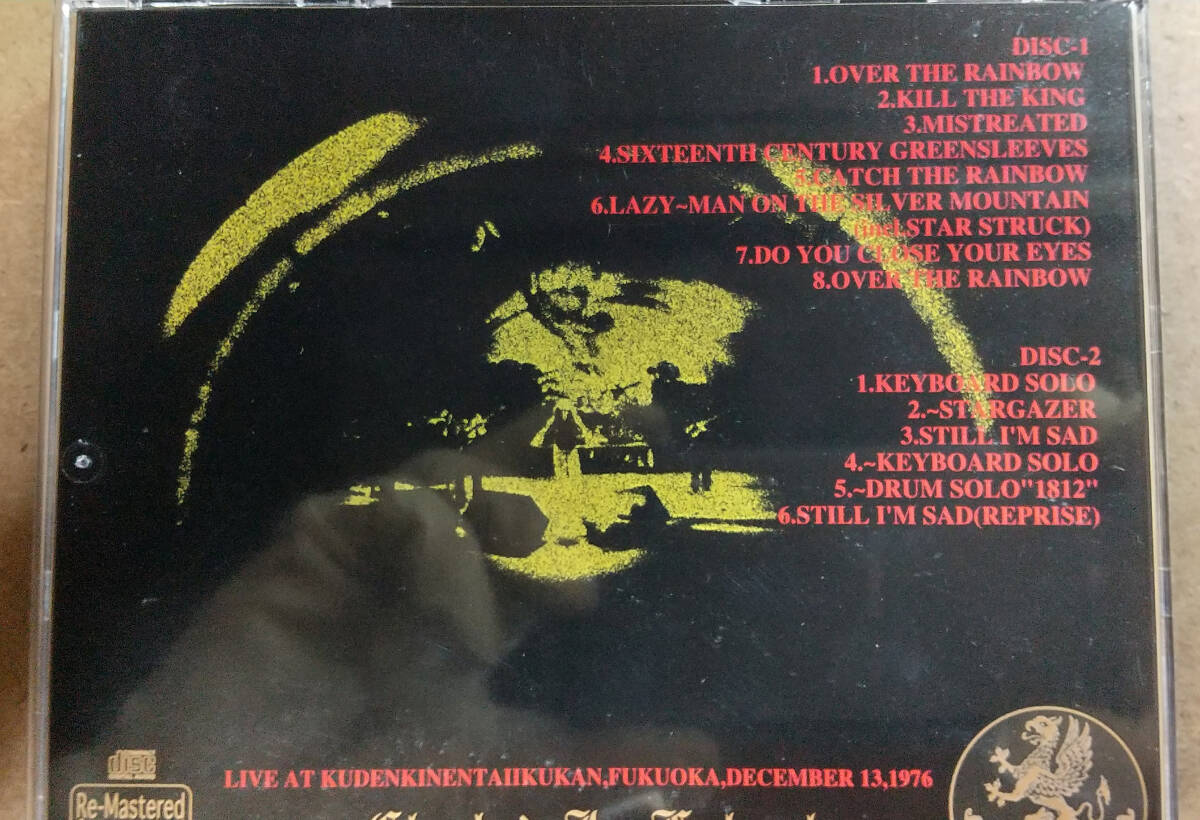 DISC-1
1.OVER THE RAINBOW
2.KILL THE KING
3.MISTREATED
4.SIXTEENTH CENTURY GREENSLEEVES
5.CATCH THE RAINBOW
6.LAZY~MAN ON THE SILVER MOUNTAIN
(incl.STAR STRUCK)
7.DO YOU CLOSE YOUR EYES
8.OVER THE RAINBOW
DISC-2
1.KEYBOARD SOLO
2.~STARGAZER
3.STILL I'M SAD
4.~KEYBOARD SOLO
5.~DRUM SOLO"1812"
6.STILL I'M SAD(REPRISE)
disc
DIGITAL AUDIO
Re-Mastered
LIVE AT KUDENKINENTAIIKUKAN,FUKUOKA,DECEMBER 13,1976